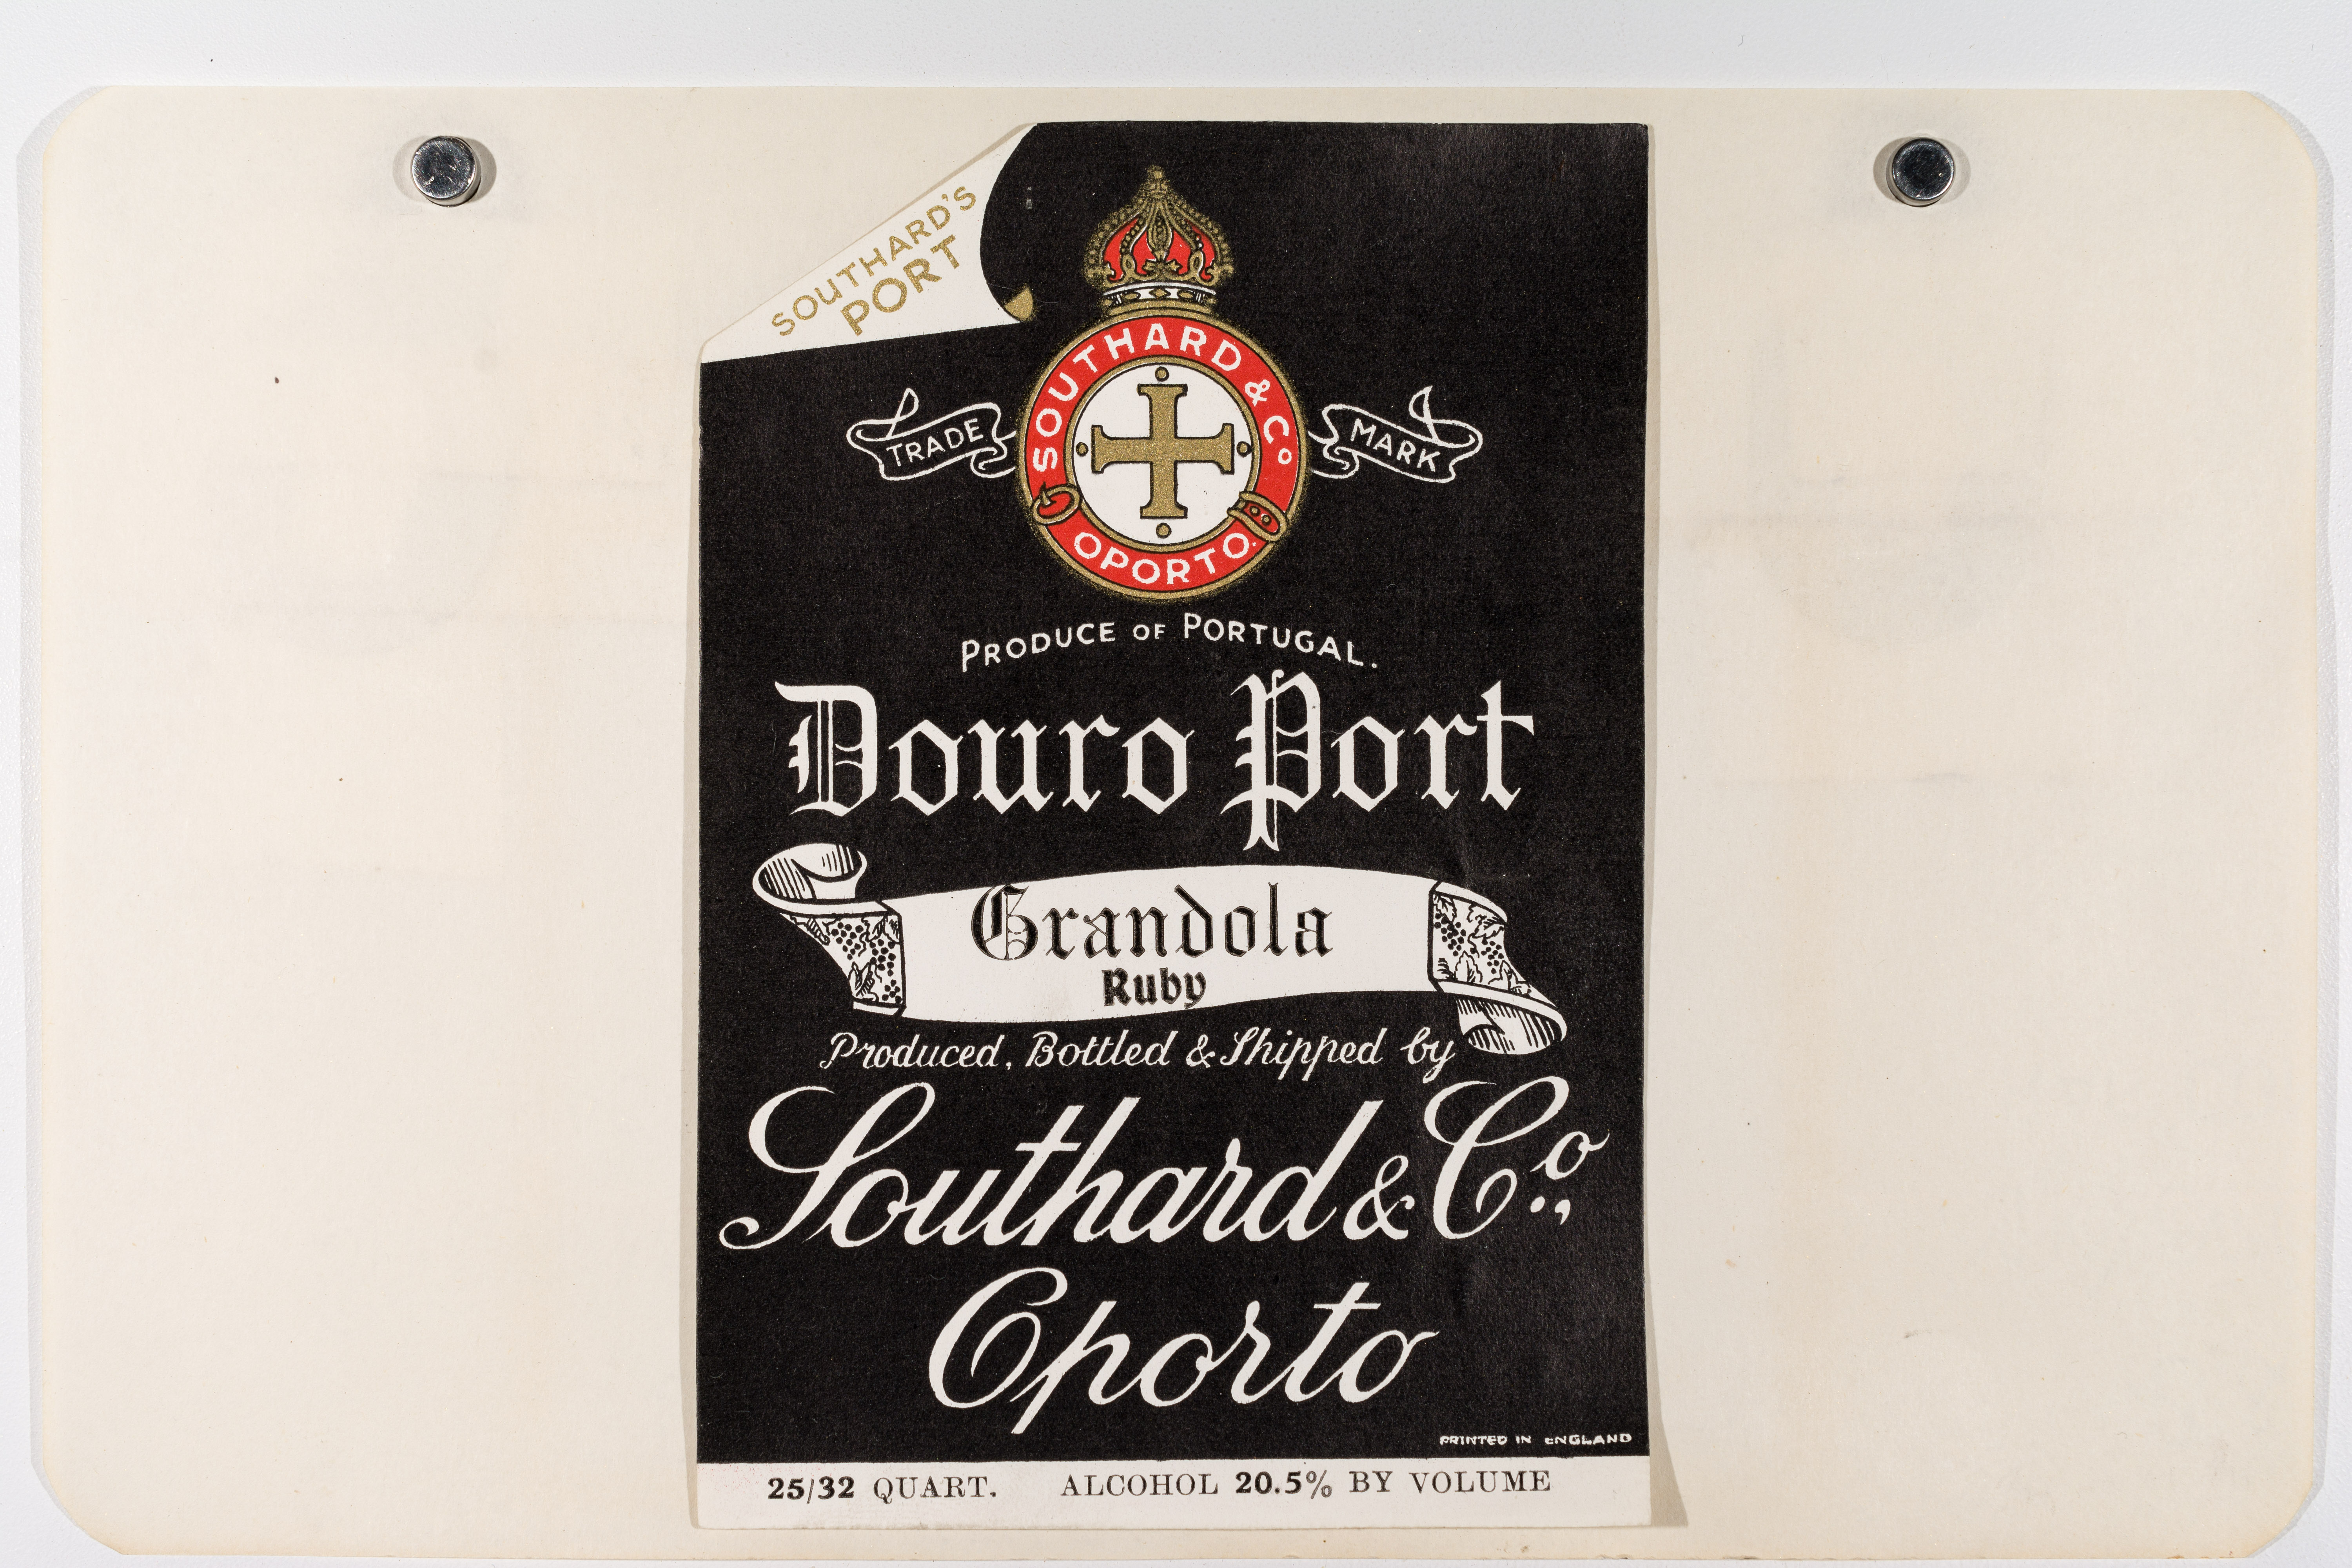 SOUTHARD'S
PORT
SOUTHARD & Co
OPORTO.
TRADE MARK
PRODUCE OF PORTUGAL.
Douro Port
Grandola
Ruby
Produced, Bottled & Shipped by
Southard & Co.,
Oporto
PRINTED IN ENGLAND
25/32 QUART. ALCOHOL 20.5% BY VOLUME